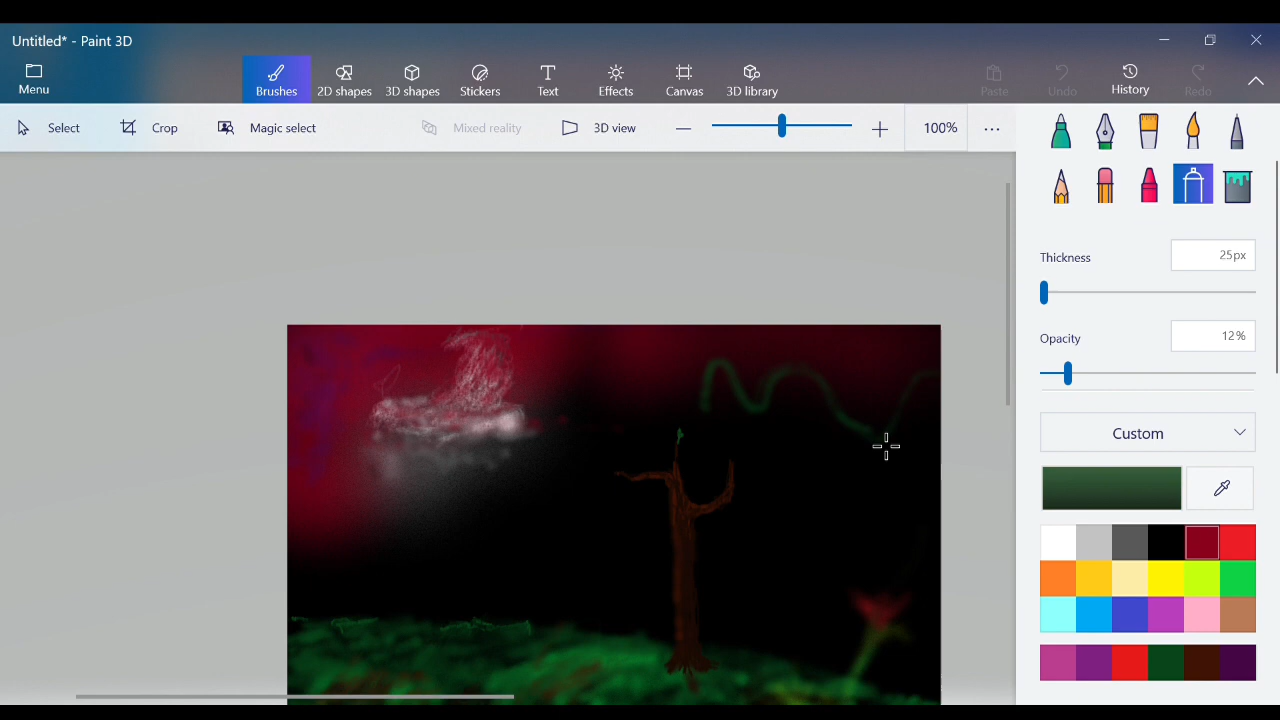 Untitled* - Paint 3D
Menu
Brushes
2D shapes
3D shapes
Stickers
Text
Effects
Canvas
3D library
Paste
Undo
History
Redo
Select
Crop
Magic select
Mixed reality
3D view
100%
Thickness
25px
Opacity
12%
Custom